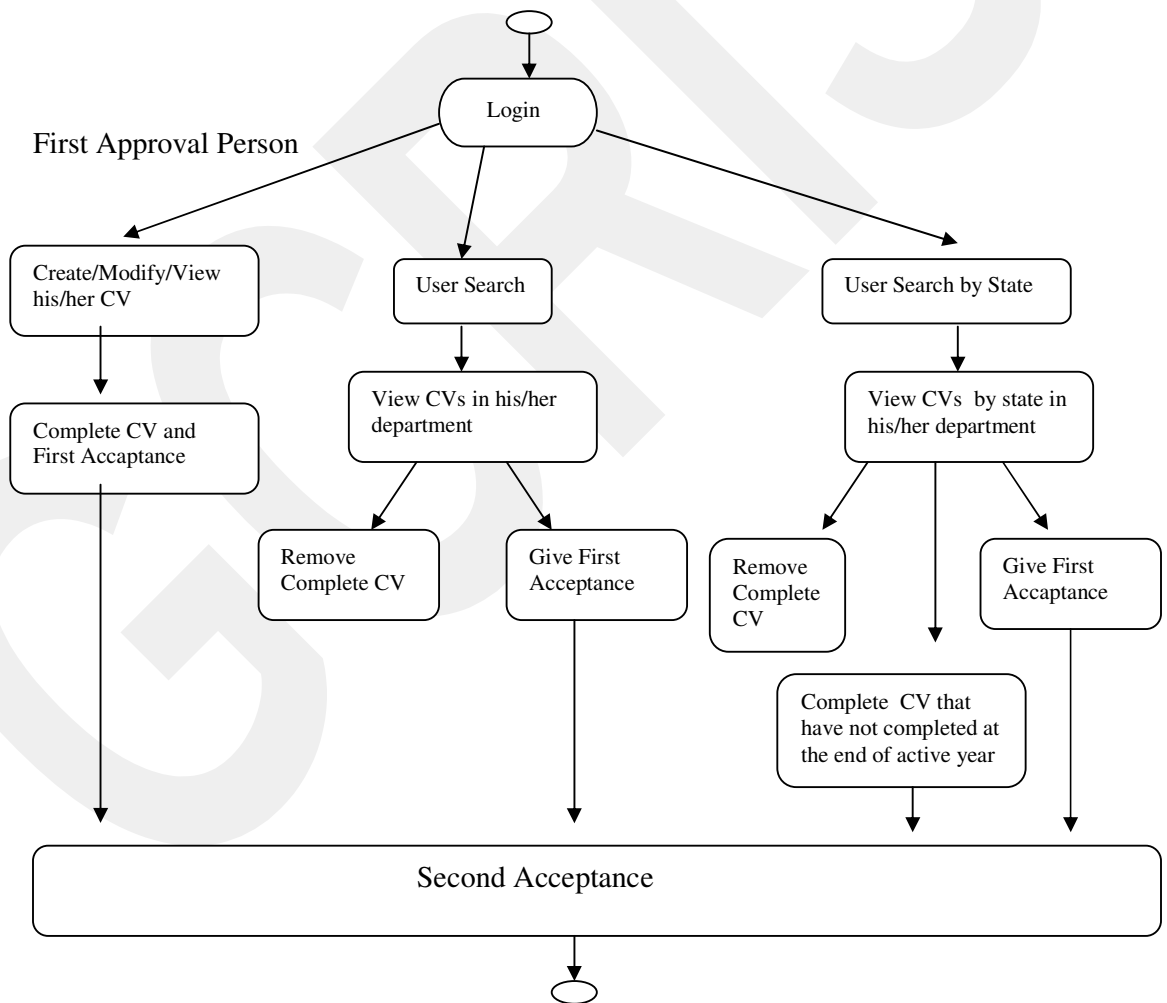 Login
First Approval Person
Create/Modify/View
his/her CV
User Search
User Search by State
View CVs in his/her
department
View CVs by state in
his/her department
Complete CV and
First Accaptance
Remove
Complete CV
Give First
Acceptance
Remove
Complete
CV
Give First
Accaptance
Complete CV that
have not completed at
the end of active year
Second Acceptance